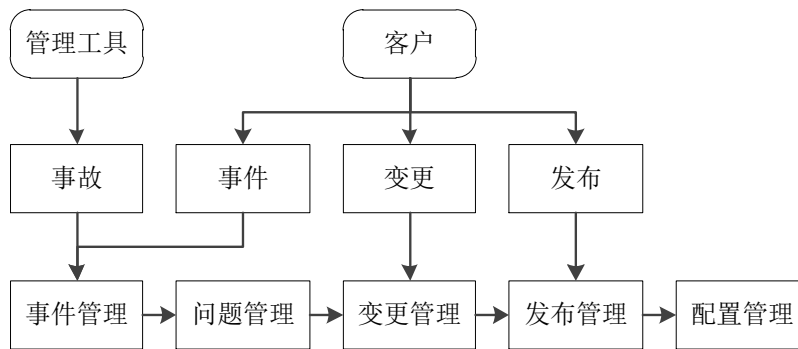 管理工具
客户
事故
事件
变更
发布
事件管理
问题管理
变更管理
发布管理
配置管理